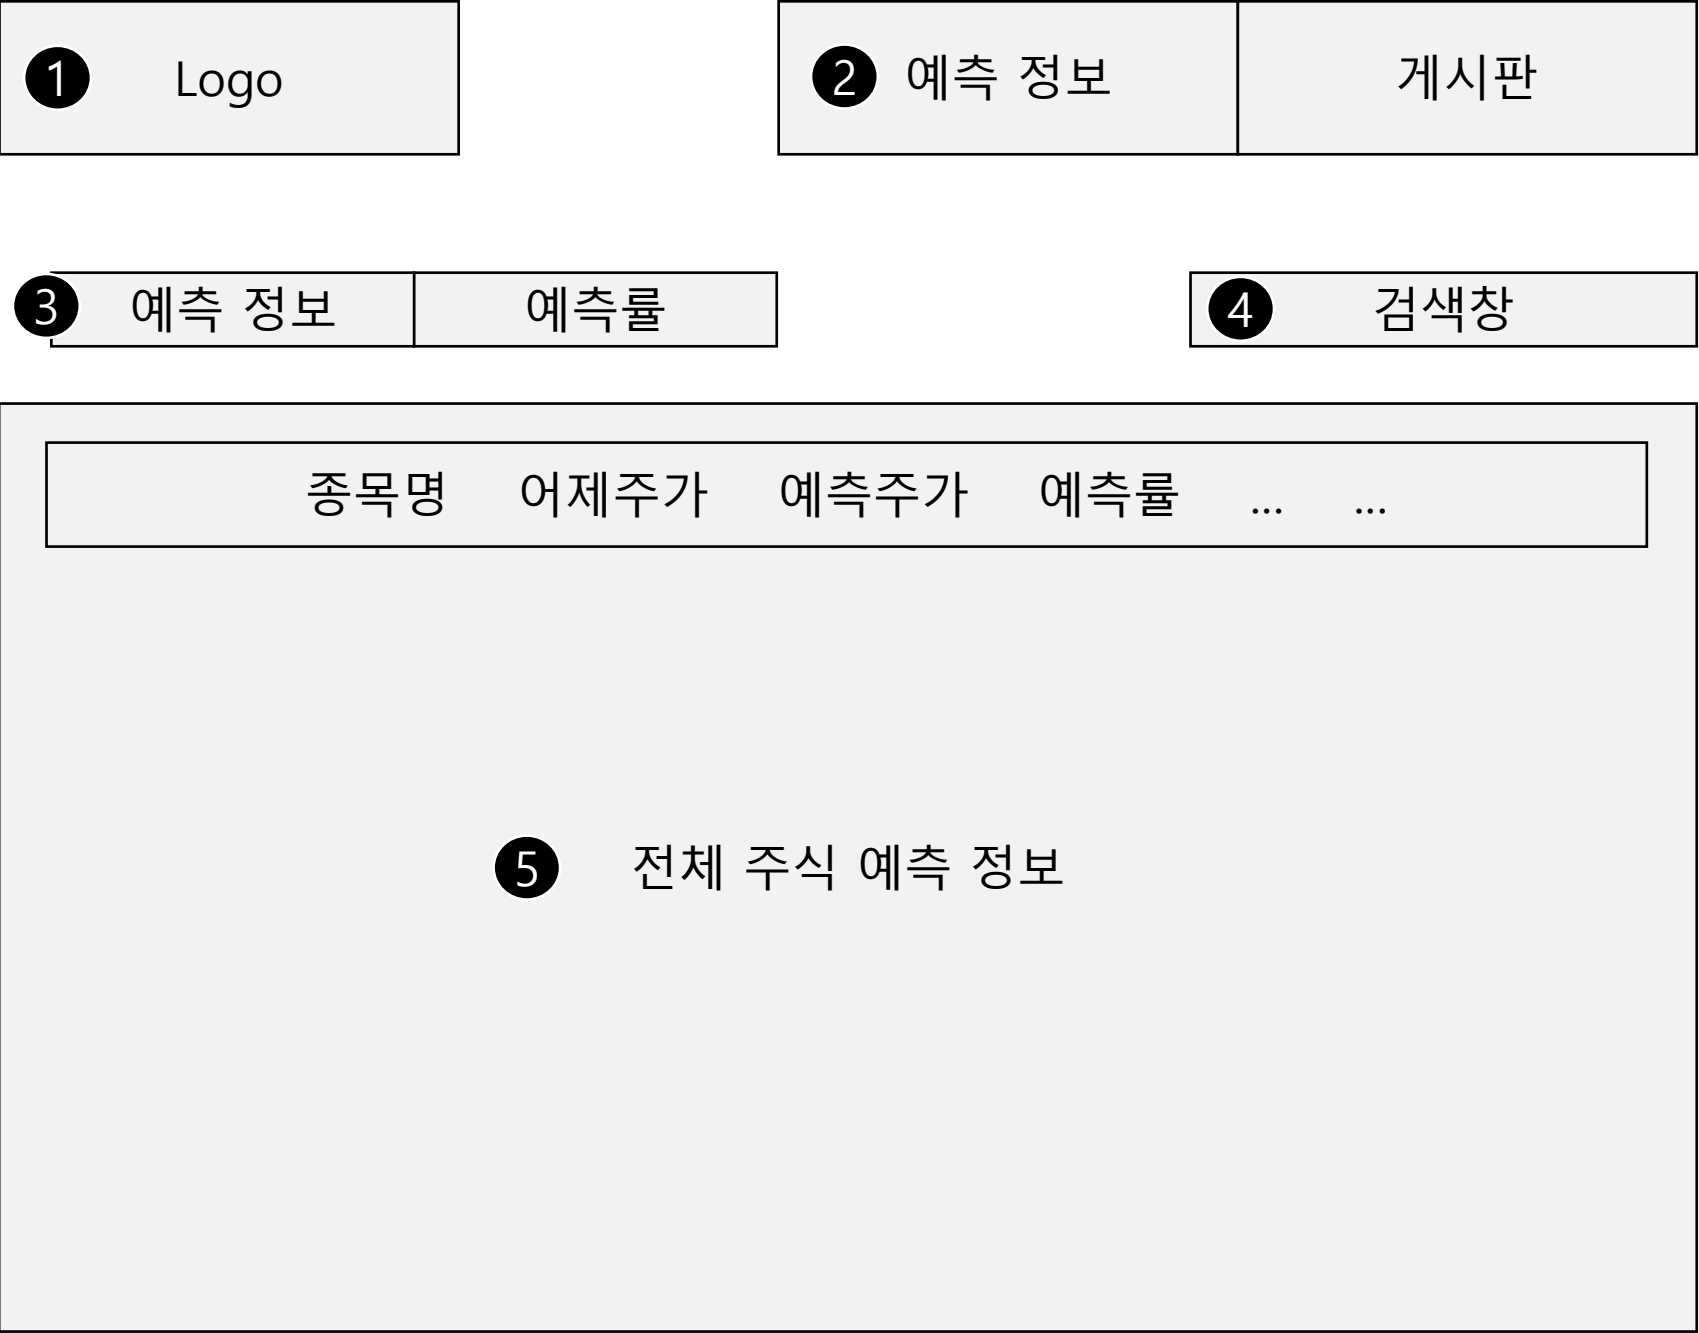 1 Logo
2 예측 정보 게시판
3 예측 정보 예측률
4 검색창
종목명 어제주가 예측주가 예측률 ... ...
5 전체 주식 예측 정보